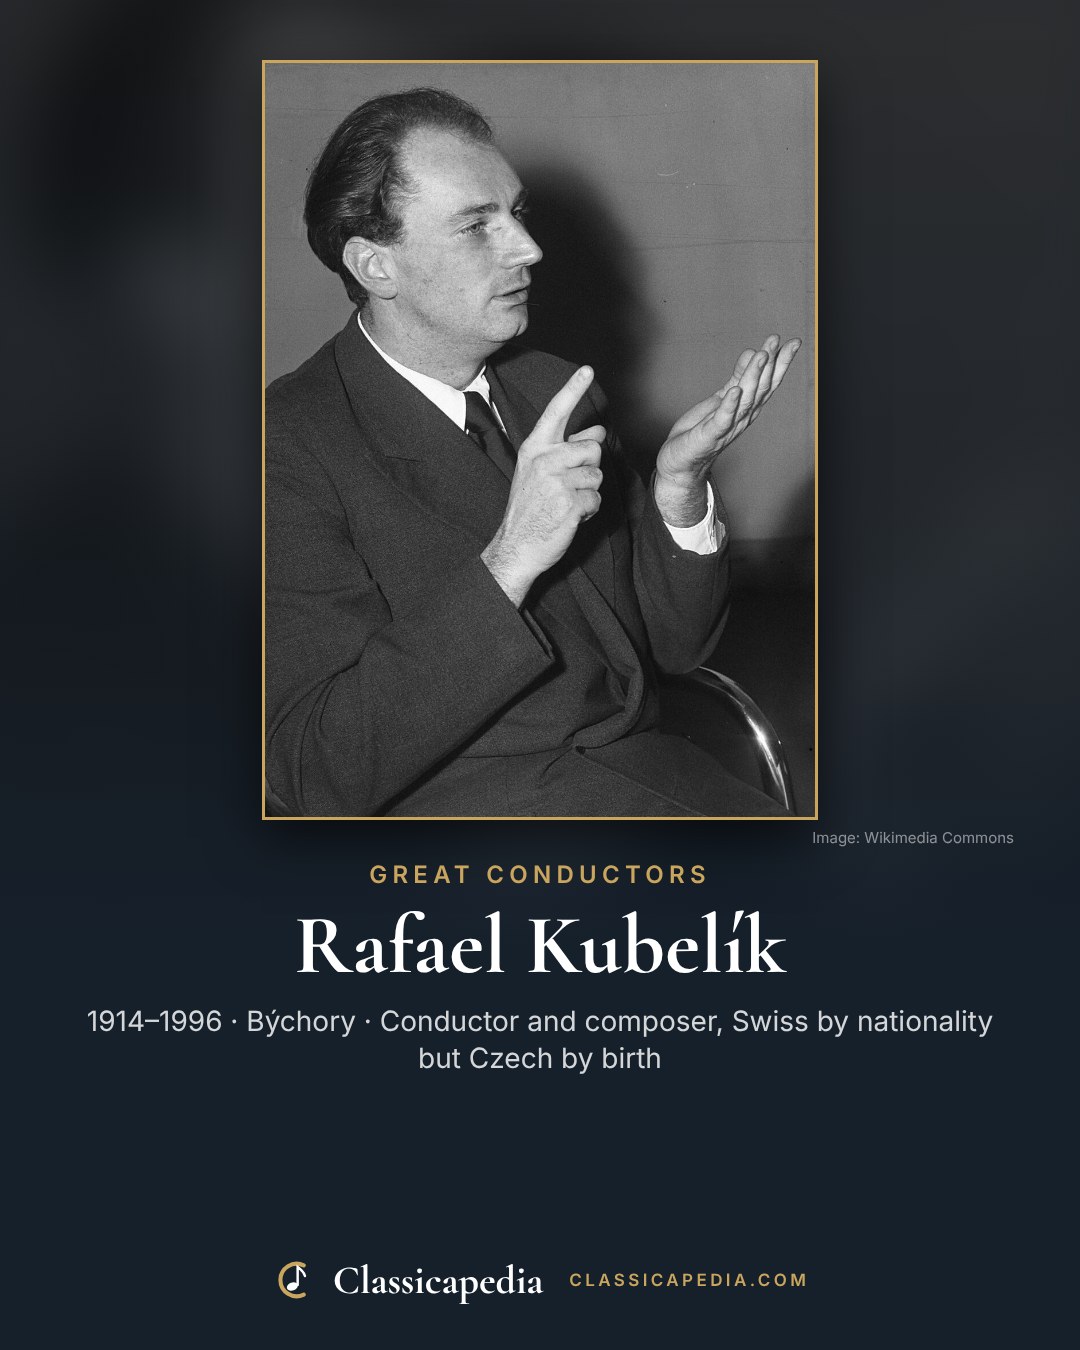 Image: Wikimedia Commons
GREAT CONDUCTORS
Rafael Kubelík
1914–1996 · Býchory · Conductor and composer, Swiss by nationality
but Czech by birth
Classicapedia CLASSICAPEDIA.COM